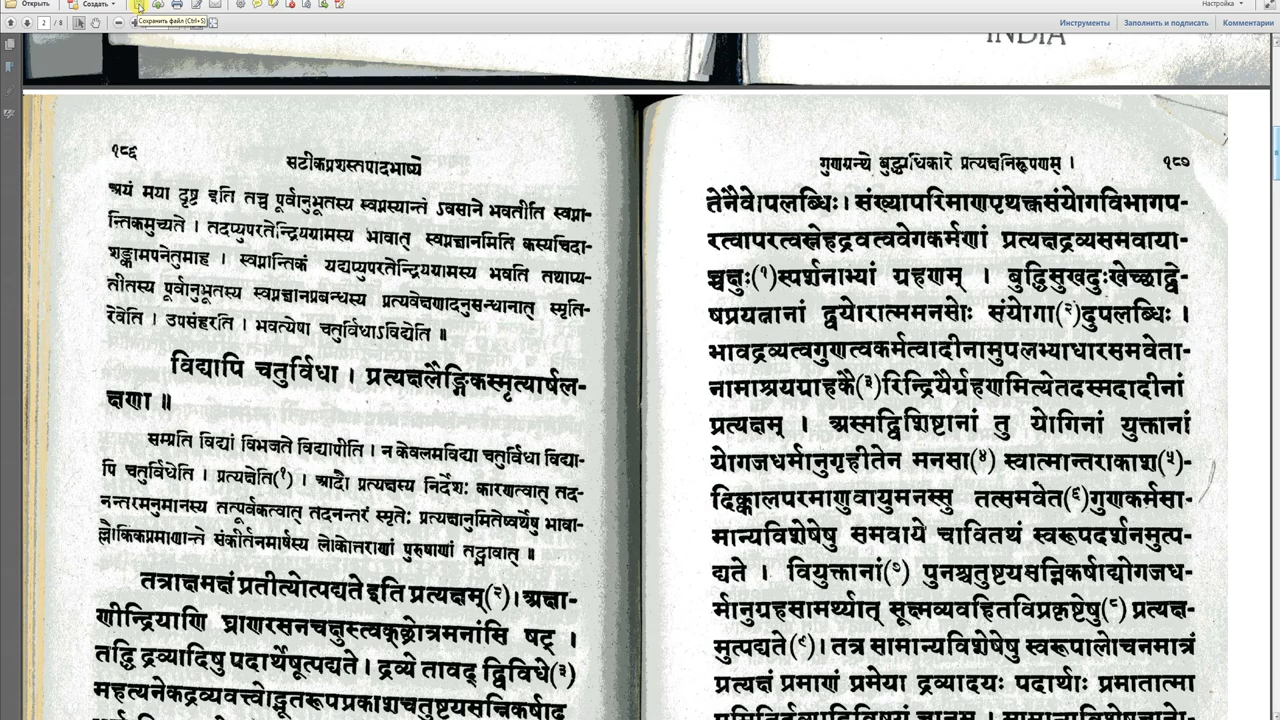 Открыть
Создать
Настройка
Сохранить файл (Ctrl+S)
2 / 8
Инструменты
Заполнить и подписать
Комментарии
INDIA
१८६
सटीकप्रशस्तपादभाष्ये
श्रयं मया दृष्ट इति तच्च पूर्वानुभूतस्य स्वप्नस्यान्ते ऽवसाने भवतीति स्वप्ना-
न्तिकमुच्यते । तदप्युपरतेन्द्रियग्रामस्य भावात् स्वप्नज्ञानमिति कस्यचिदा-
शङ्कामपनेतुमाह । स्वप्नान्तिकं यद्यप्युपरतेन्द्रियग्रामस्य भवति तथाप्य-
तीतस्य पूर्वानुभूतस्य स्वप्नज्ञानप्रबन्धस्य प्रत्यवेक्षणादनुसन्धानात् स्मृति-
रेवेति । उपसंहरति । भवत्येषा चतुर्विधाऽविद्येति ॥
विद्यापि चतुर्विधा । प्रत्यक्षलैङ्गिकस्मृत्यार्षल-
क्षणा ॥
सम्प्रति विद्यां विभजते विद्यापीति । न केवलमविद्या चतुर्विधा विद्या-
पि चतुर्विधेति । प्रत्यक्षेति(१) । आदौ प्रत्यक्षस्य निर्देशः कारणत्वात् तद-
नन्तरमनुमानस्य तत्पूर्वकत्वात् तदनन्तरं स्मृतेः प्रत्यक्षानुमितेष्वर्थेषु भावा-
ल्लौकिकप्रमाणान्ते संकीर्तनमार्षस्य लोकोत्तराणां पुरुषाणां तद्भावात् ॥
तत्राक्षमक्षं प्रतीत्योत्पद्यते इति प्रत्यक्षम्(२) । अक्षा-
णीन्द्रियाणि घ्राणरसनचक्षुस्त्वक्छ्रोत्रमनांसि षट् ।
तद्धि द्रव्यादिषु पदार्थेषूत्पद्यते । द्रव्ये तावद् द्विविधे(३)
महत्यनेकद्रव्यवत्त्वोद्भूतरूपप्रकाशचतुष्टयसन्निकर्षाद्
गुणग्रन्थे बुद्ध्यधिकारे प्रत्यक्षनिरूपणम् ।
१८७
तेनैवोपलब्धिः । संख्यापरिमाणपृथक्त्वसंयोगविभागप-
रत्वापरत्वस्नेहद्रवत्ववेगकर्मणां प्रत्यक्षद्रव्यसमवाया-
च्चक्षुः(१)स्पर्शनाभ्यां ग्रहणम् । बुद्धिसुखदुःखेच्छाद्वे-
षप्रयत्नानां द्वयोरात्ममनसोः संयोगा(२)दुपलब्धिः ।
भावद्रव्यत्वगुणत्वकर्मत्वादीनामुपलभ्याधारसमवेता-
नामाश्रयग्राहकै(३)रिन्द्रियैर्ग्रहणमित्येतदस्मदादीनां
प्रत्यक्षम् । अस्मद्विशिष्टानां तु योगिनां युक्तानां
योगजधर्मानुगृहीतेन मनसा(४) स्वात्मान्तराकाश(५)-
दिक्कालपरमाणुवायुमनस्सु तत्समवेत(६)गुणकर्मसा-
मान्यविशेषेषु समवाये चावितथं स्वरूपदर्शनमुत्प-
द्यते । वियुक्तानां(७) पुनश्चतुष्टयसन्निकर्षाद्योगजध-
र्मानुग्रहसामर्थ्यात् सूक्ष्मव्यवहितविप्रकृष्टेषु(८) प्रत्यक्ष-
मुत्पद्यते(९) । तत्र सामान्यविशेषेषु स्वरूपालोचनमात्रं
प्रत्यक्षं प्रमाणं प्रमेया द्रव्यादयः पदार्थाः प्रमातात्मा